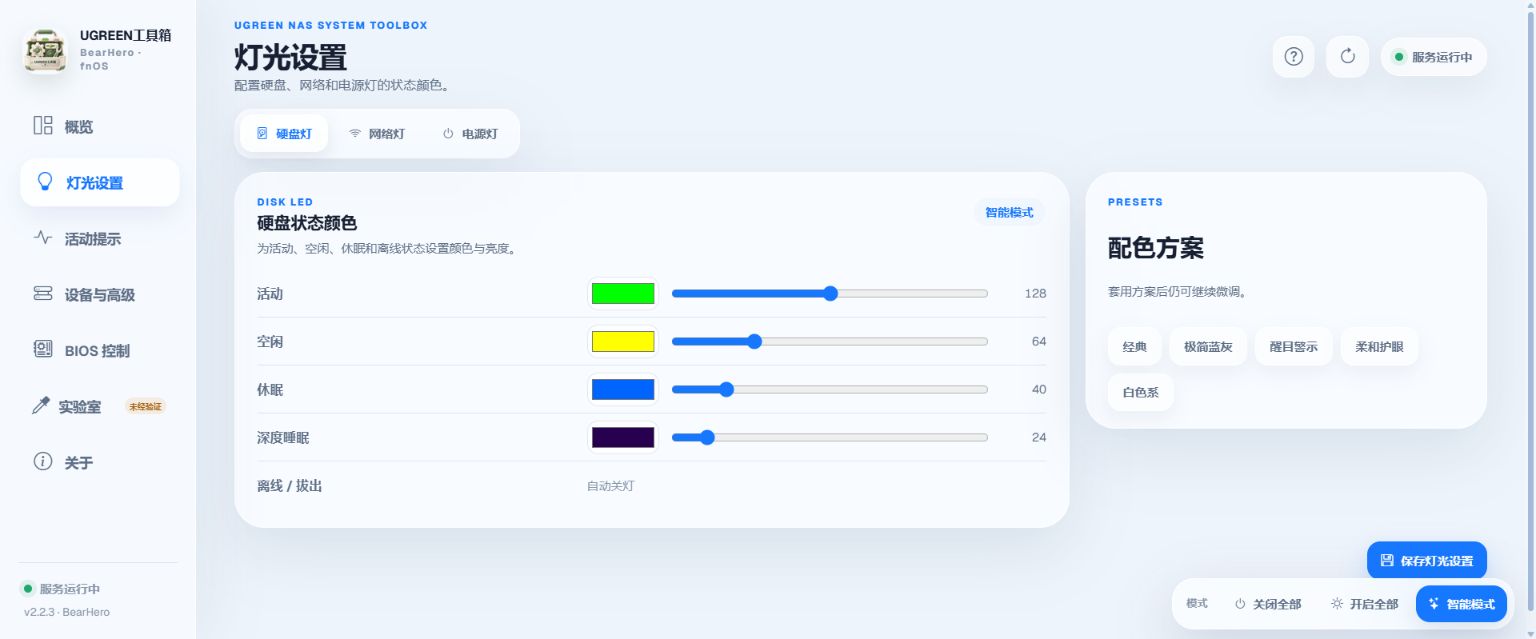 UGREEN工具箱
BearHero ·
fnOS
概览
灯光设置
活动提示
设备与高级
BIOS 控制
实验室 未经验证
关于
服务运行中
v2.2.3 · BearHero
UGREEN NAS SYSTEM TOOLBOX
灯光设置
配置硬盘、网络和电源灯的状态颜色。
服务运行中
硬盘灯 网络灯 电源灯
DISK LED
硬盘状态颜色
智能模式
为活动、空闲、休眠和离线状态设置颜色与亮度。
活动 128
空闲 64
休眠 40
深度睡眠 24
离线 / 拔出 自动关灯
PRESETS
配色方案
套用方案后仍可继续微调。
经典 极简蓝灰 醒目警示 柔和护眼
白色系
保存灯光设置
模式 关闭全部 开启全部 智能模式